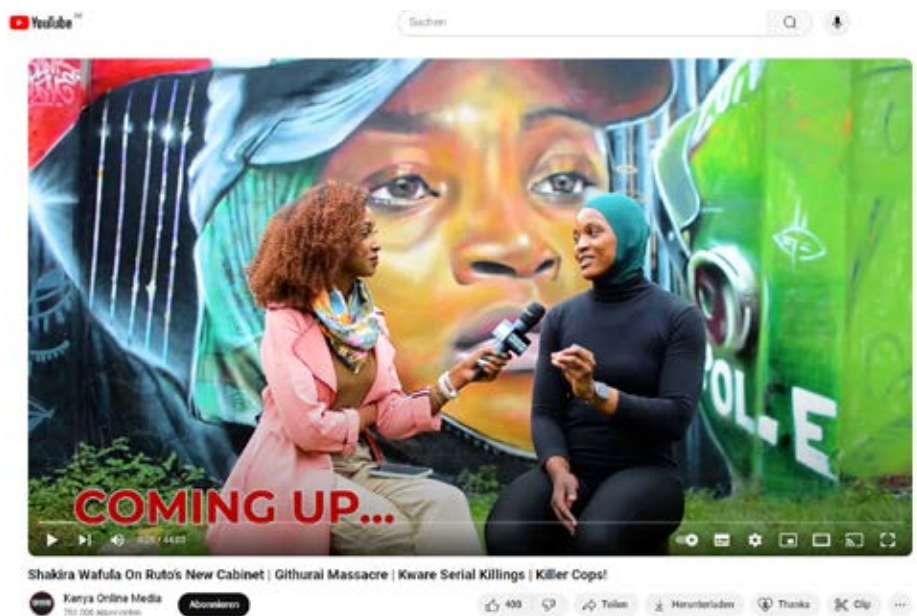 YouTube
Suchen
POL E
COMING UP...
Shakira Wafula On Ruto's New Cabinet | Githurai Massacre | Kware Serial Killings | Killer Cops!
Kenya Online Media
Abonnieren
Teilen
Herunterladen
Thanks
Clip
...